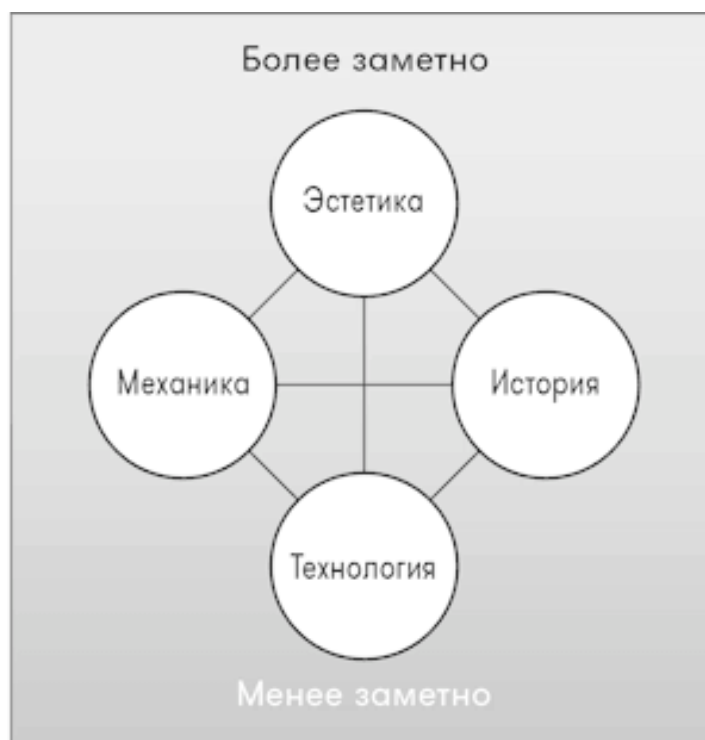 Более заметно
Эстетика
Механика
История
Технология
Менее заметно